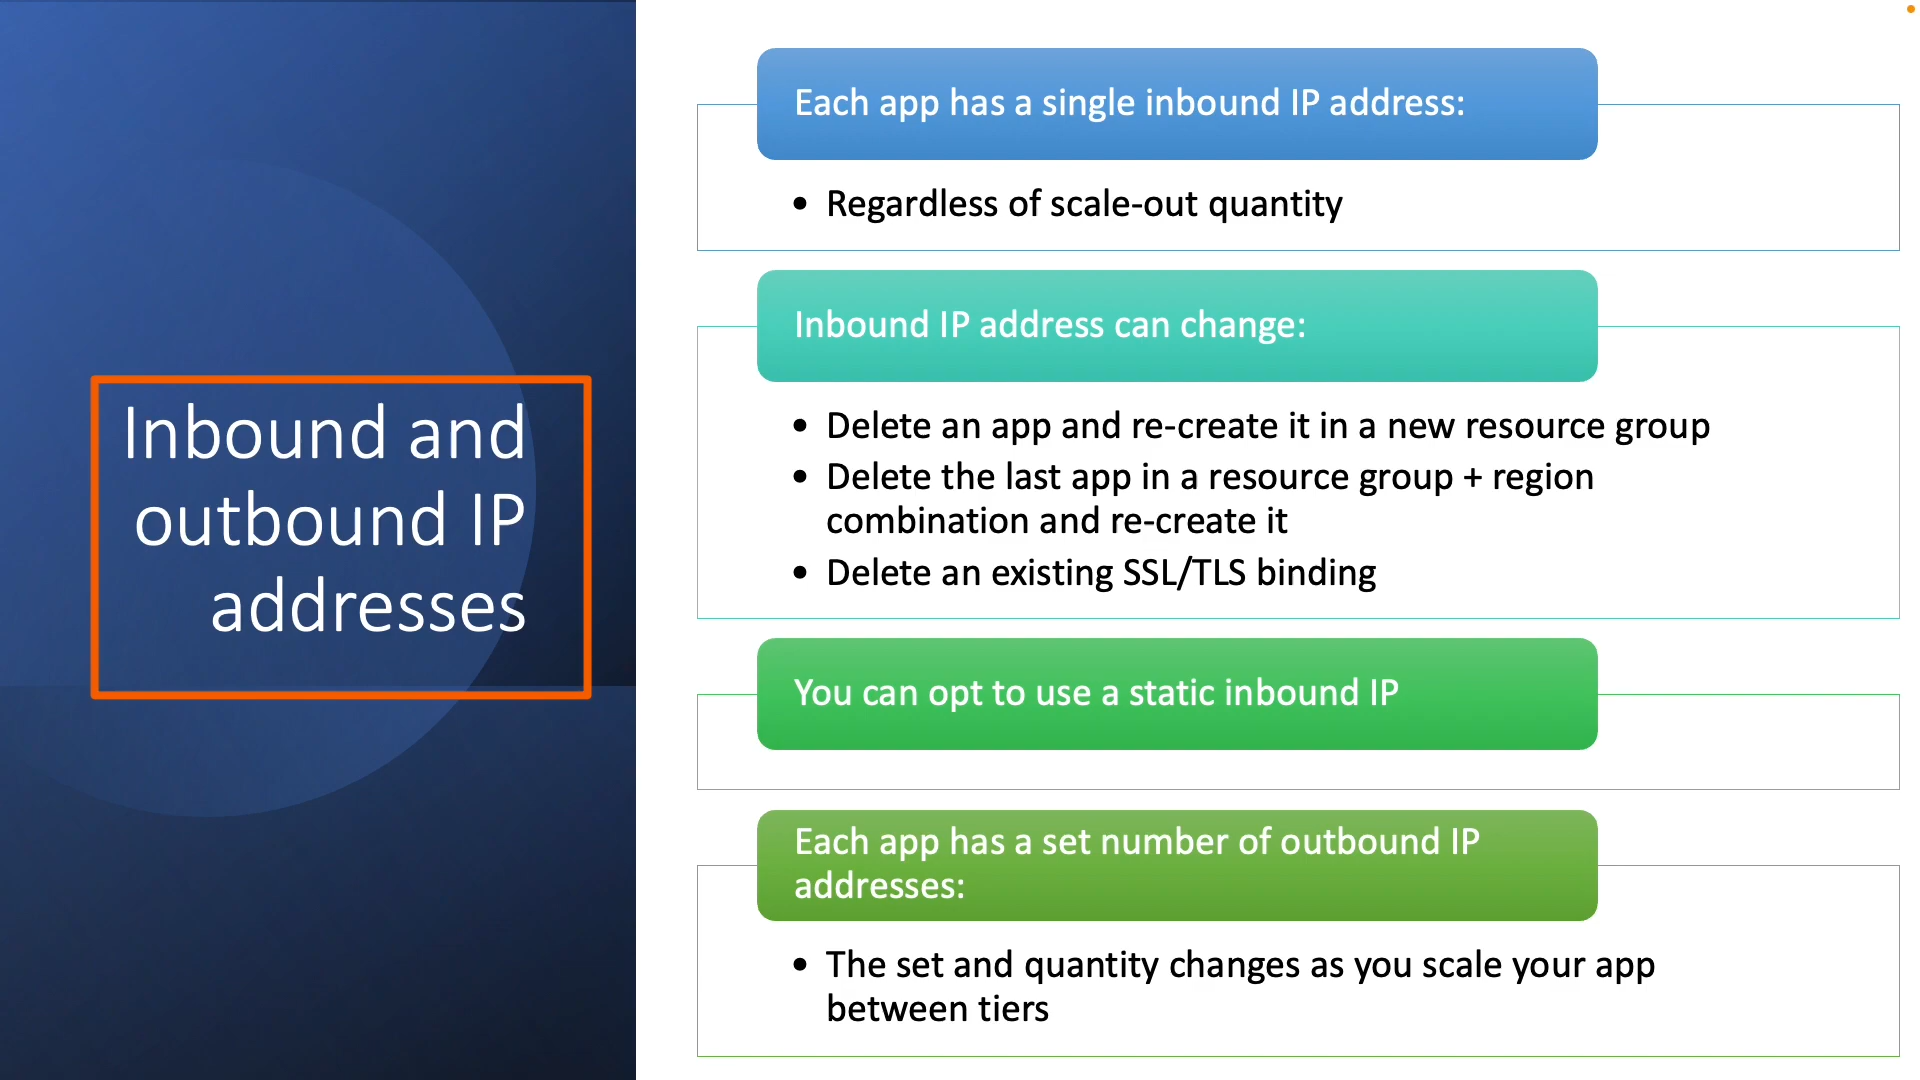 Inbound and
outbound IP
addresses
Each app has a single inbound IP address:
• Regardless of scale-out quantity
Inbound IP address can change:
• Delete an app and re-create it in a new resource group
• Delete the last app in a resource group + region
combination and re-create it
• Delete an existing SSL/TLS binding
You can opt to use a static inbound IP
Each app has a set number of outbound IP
addresses:
• The set and quantity changes as you scale your app
between tiers